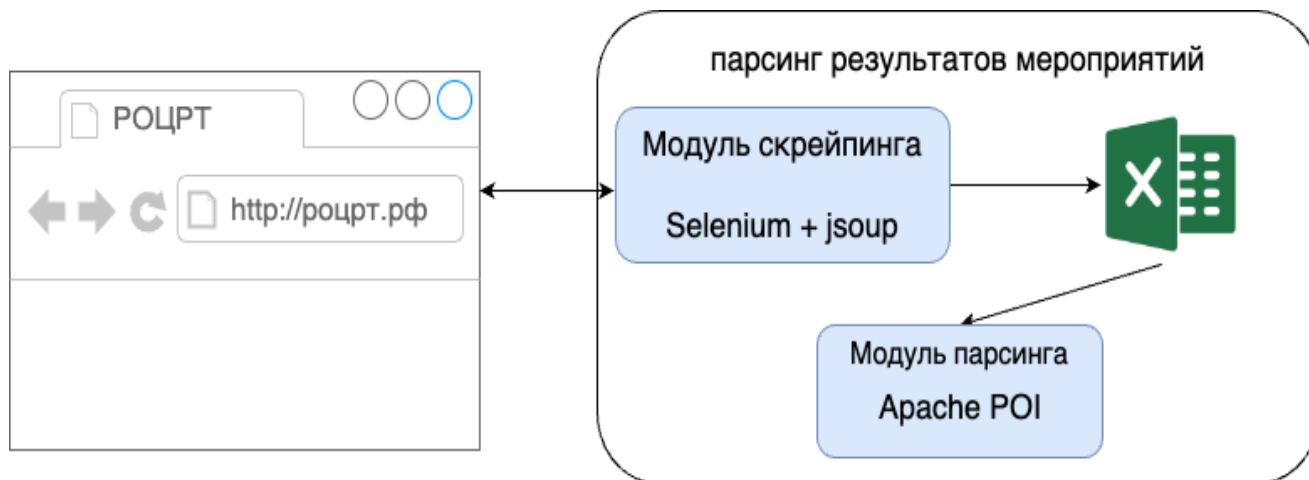 РОЦРТ
http://роцрт.рф
парсинг результатов мероприятий
Модуль скрейпинга
Selenium + jsoup
X
Модуль парсинга
Apache POI